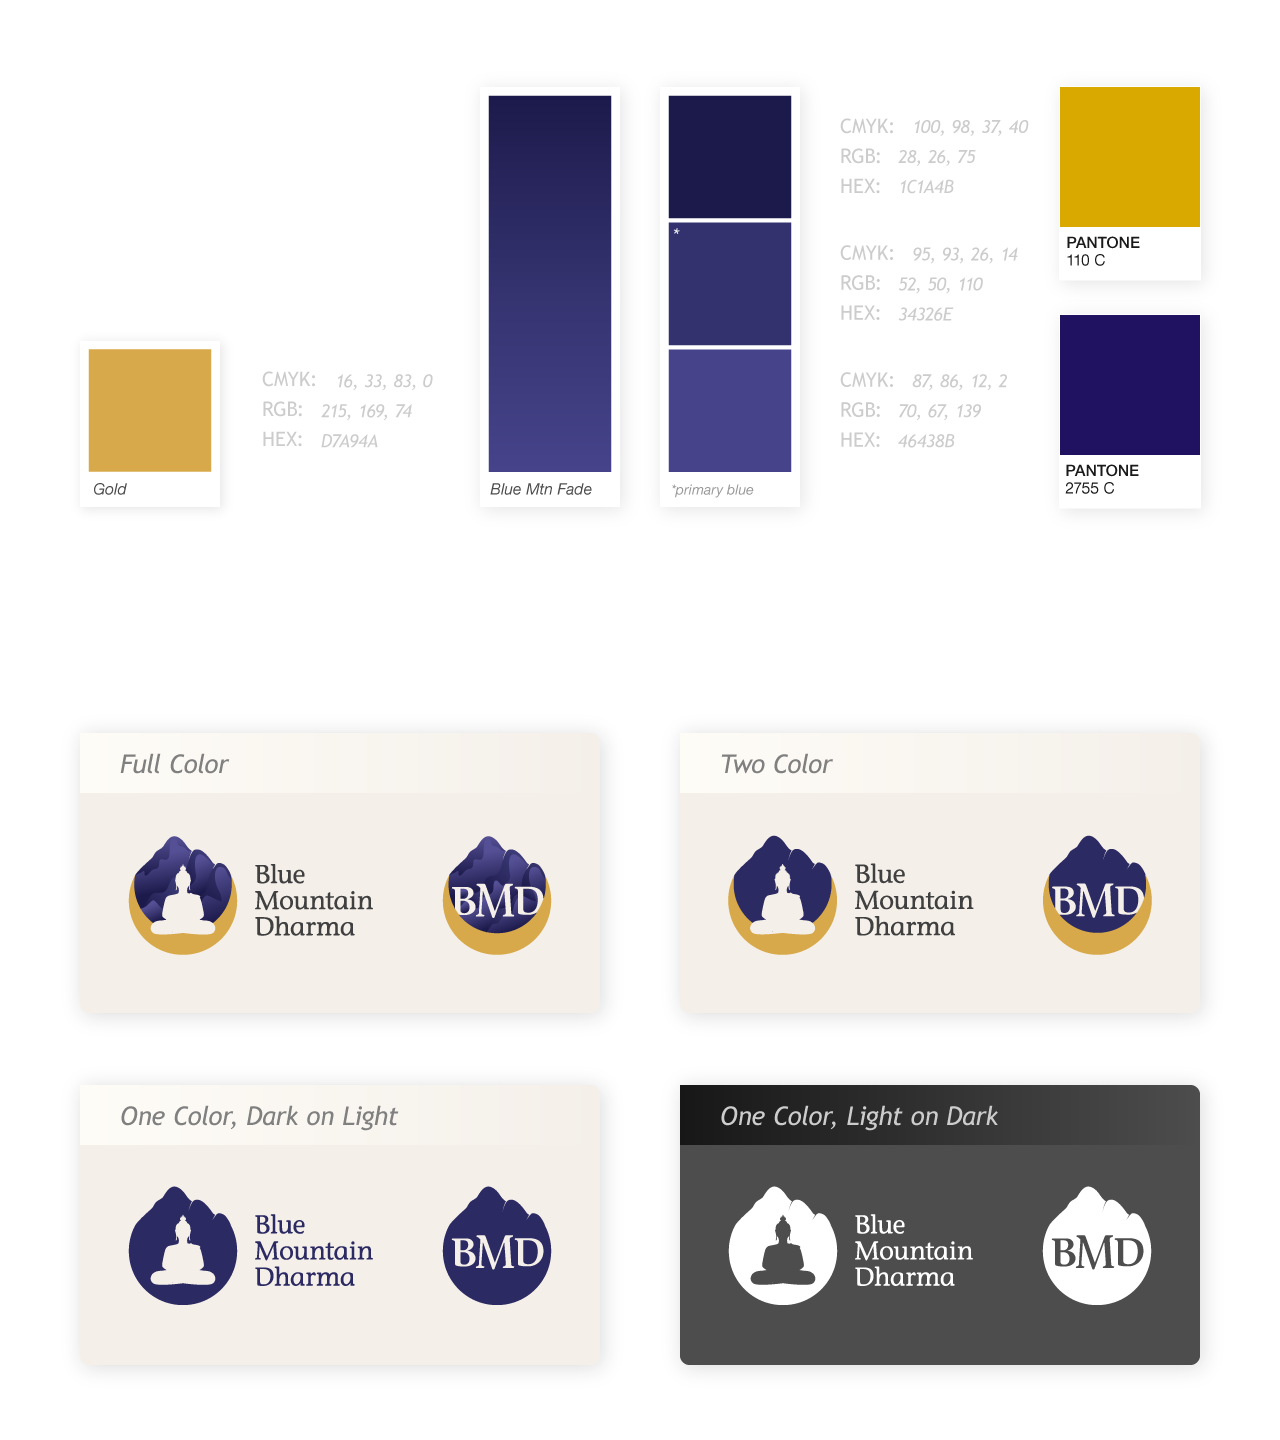 CMYK: 16, 33, 83, 0
RGB: 215, 169, 74
HEX: D7A94A
Gold
Blue Mtn Fade
*
*primary blue
CMYK: 100, 98, 37, 40
RGB: 28, 26, 75
HEX: 1C1A4B
CMYK: 95, 93, 26, 14
RGB: 52, 50, 110
HEX: 34326E
CMYK: 87, 86, 12, 2
RGB: 70, 67, 139
HEX: 46438B
PANTONE
110 C
PANTONE
2755 C
Full Color
Blue
Mountain
Dharma
BMD
Two Color
Blue
Mountain
Dharma
BMD
One Color, Dark on Light
Blue
Mountain
Dharma
BMD
One Color, Light on Dark
Blue
Mountain
Dharma
BMD